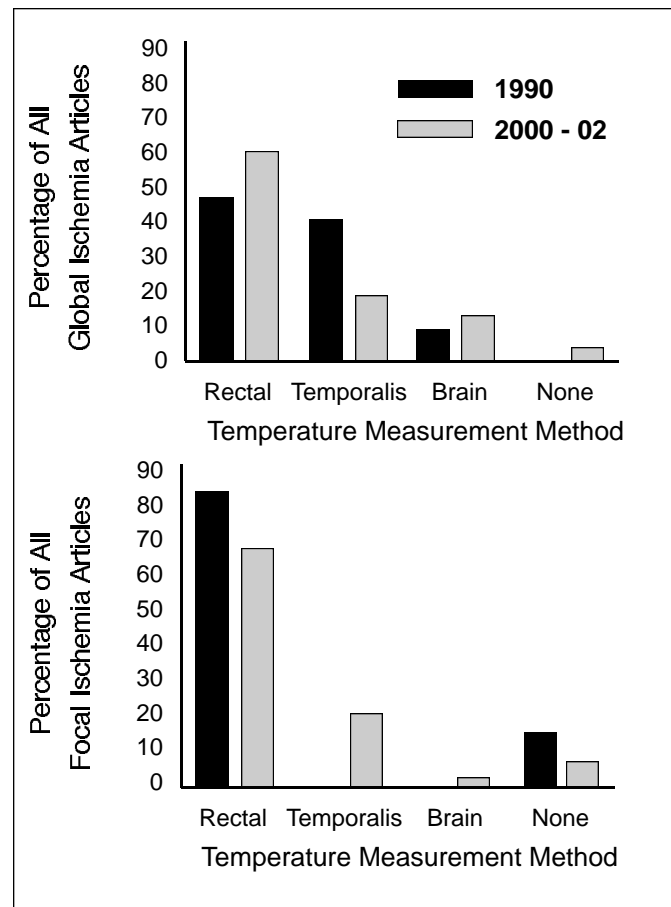 Percentage of All
Global Ischemia Articles
90
80
70
60
50
40
30
20
10
0
1990
2000 - 02
Rectal Temporalis Brain None
Temperature Measurement Method
Percentage of All
Focal Ischemia Articles
90
80
70
60
50
40
30
20
10
0
Rectal Temporalis Brain None
Temperature Measurement Method